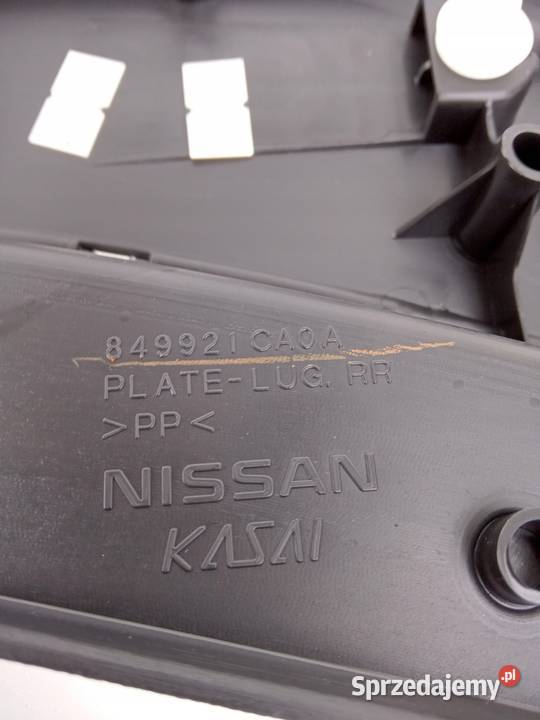 849921CA0A
PLATE-LUG, RR
>PP<
NISSAN
KASAI
Sprzedajemy.pl